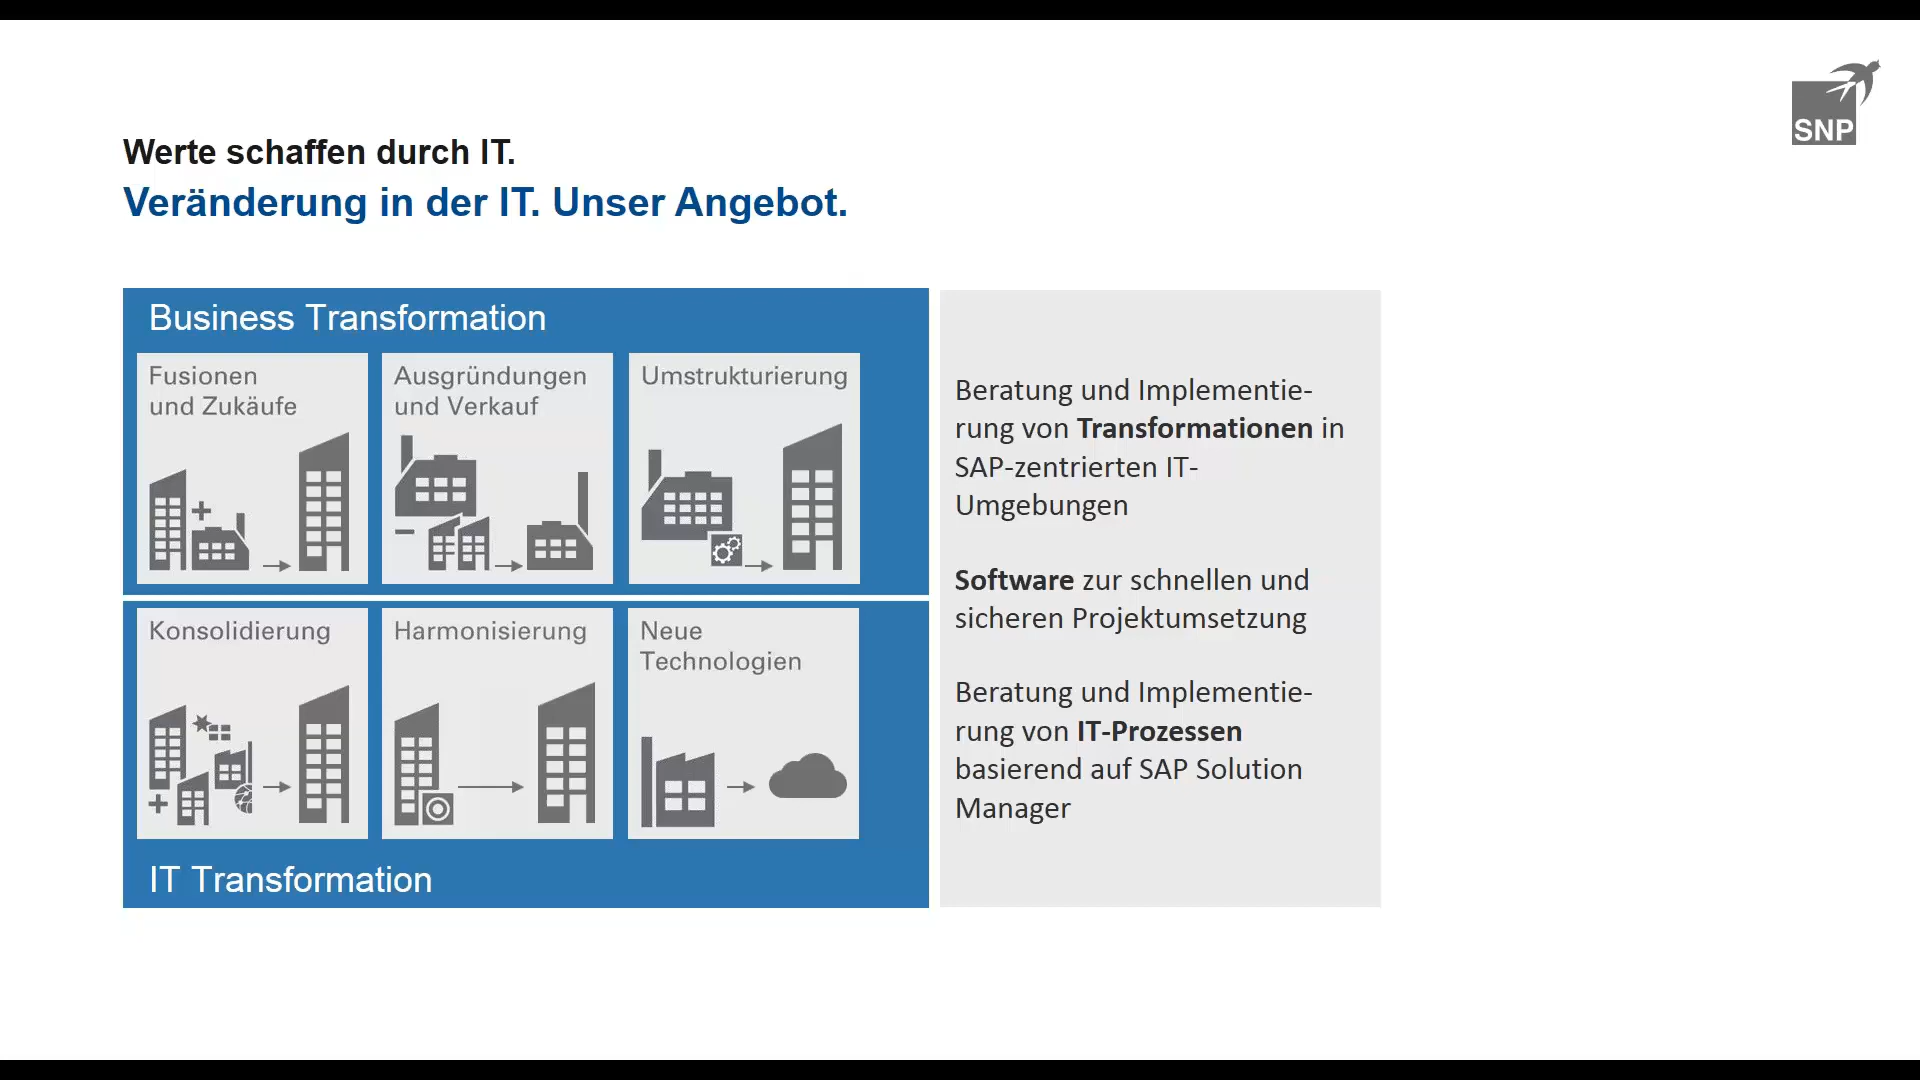 SNP
Werte schaffen durch IT.
Veränderung in der IT. Unser Angebot.
Business Transformation
Fusionen
und Zukäufe
Ausgründungen
und Verkauf
Umstrukturierung
Konsolidierung
Harmonisierung
Neue
Technologien
IT Transformation
Beratung und Implementie-
rung von Transformationen in
SAP-zentrierten IT-
Umgebungen
Software zur schnellen und
sicheren Projektumsetzung
Beratung und Implementie-
rung von IT-Prozessen
basierend auf SAP Solution
Manager